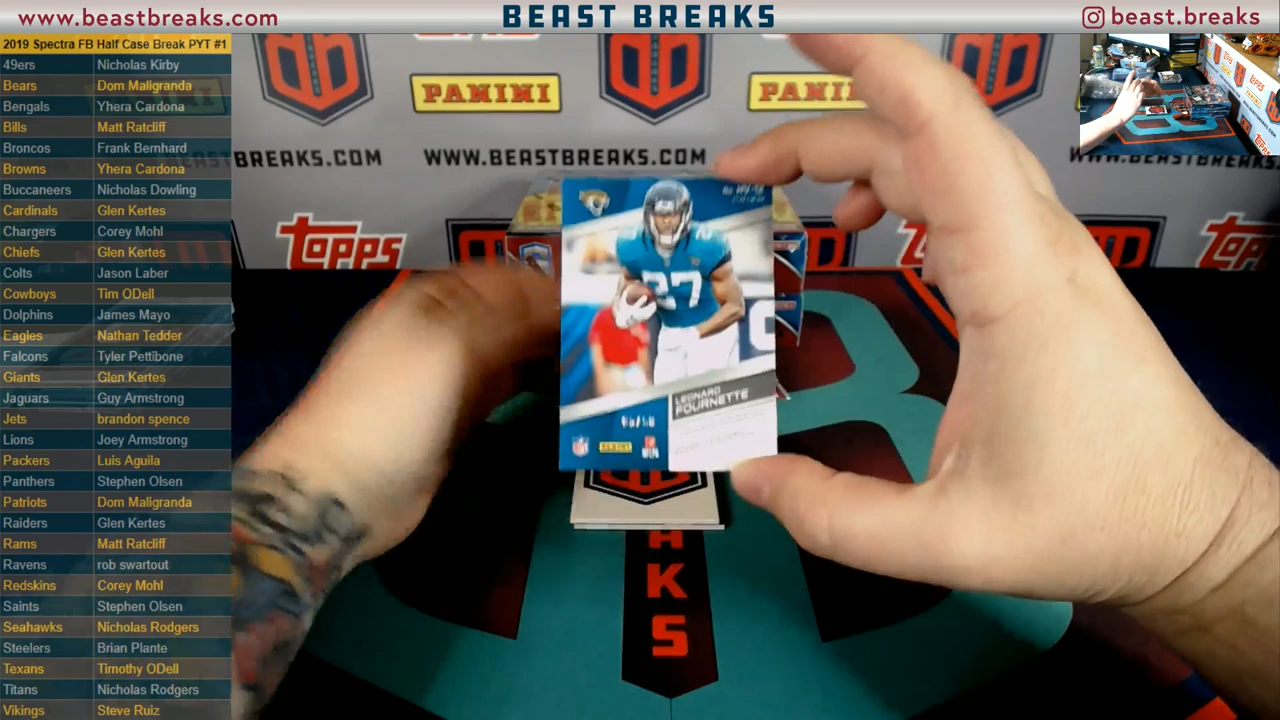 www.beastbreaks.com
BEAST BREAKS
beast.breaks
2019 Spectra FB Half Case Break PYT #1
49ers Nicholas Kirby
Bears Dom Maligranda
Bengals Yhera Cardona
Bills Matt Ratcliff
Broncos Frank Bernhard
Browns Yhera Cardona
Buccaneers Nicholas Dowling
Cardinals Glen Kertes
Chargers Corey Mohl
Chiefs Glen Kertes
Colts Jason Laber
Cowboys Tim ODell
Dolphins James Mayo
Eagles Nathan Tedder
Falcons Tyler Pettibone
Giants Glen Kertes
Jaguars Guy Armstrong
Jets brandon spence
Lions Joey Armstrong
Packers Luis Aguila
Panthers Stephen Olsen
Patriots Dom Maligranda
Raiders Glen Kertes
Rams Matt Ratcliff
Ravens rob swartout
Redskins Corey Mohl
Saints Stephen Olsen
Seahawks Nicholas Rodgers
Steelers Brian Plante
Texans Timothy ODell
Titans Nicholas Rodgers
Vikings Steve Ruiz
PANINI
PANINI
BREAKS.COM
WWW.BEASTBREAKS.COM
topps
27
LEONARD
FOURNETTE
PANINI
AKS